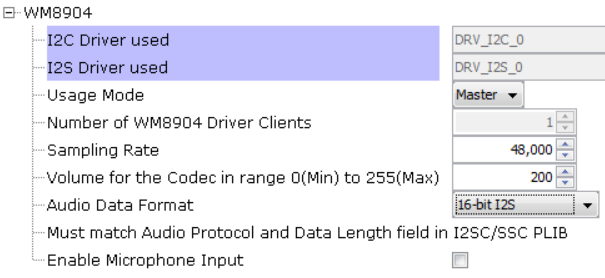 WM8904
I2C Driver used DRV_I2C_0
I2S Driver used DRV_I2S_0
Usage Mode Master
Number of WM8904 Driver Clients 1
Sampling Rate 48,000
Volume for the Codec in range 0(Min) to 255(Max) 200
Audio Data Format 16-bit I2S
Must match Audio Protocol and Data Length field in I2SC/SSC PLIB
Enable Microphone Input